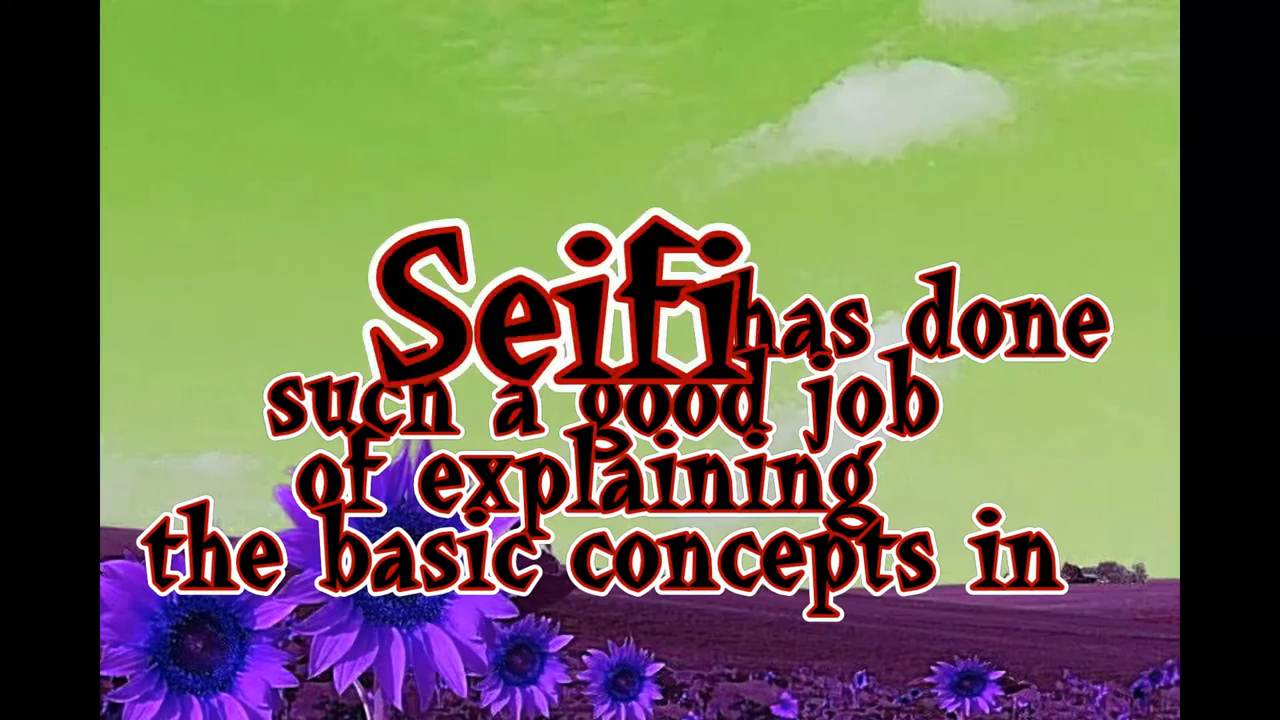 Seifi has done
such a good job
of explaining
the basic concepts in